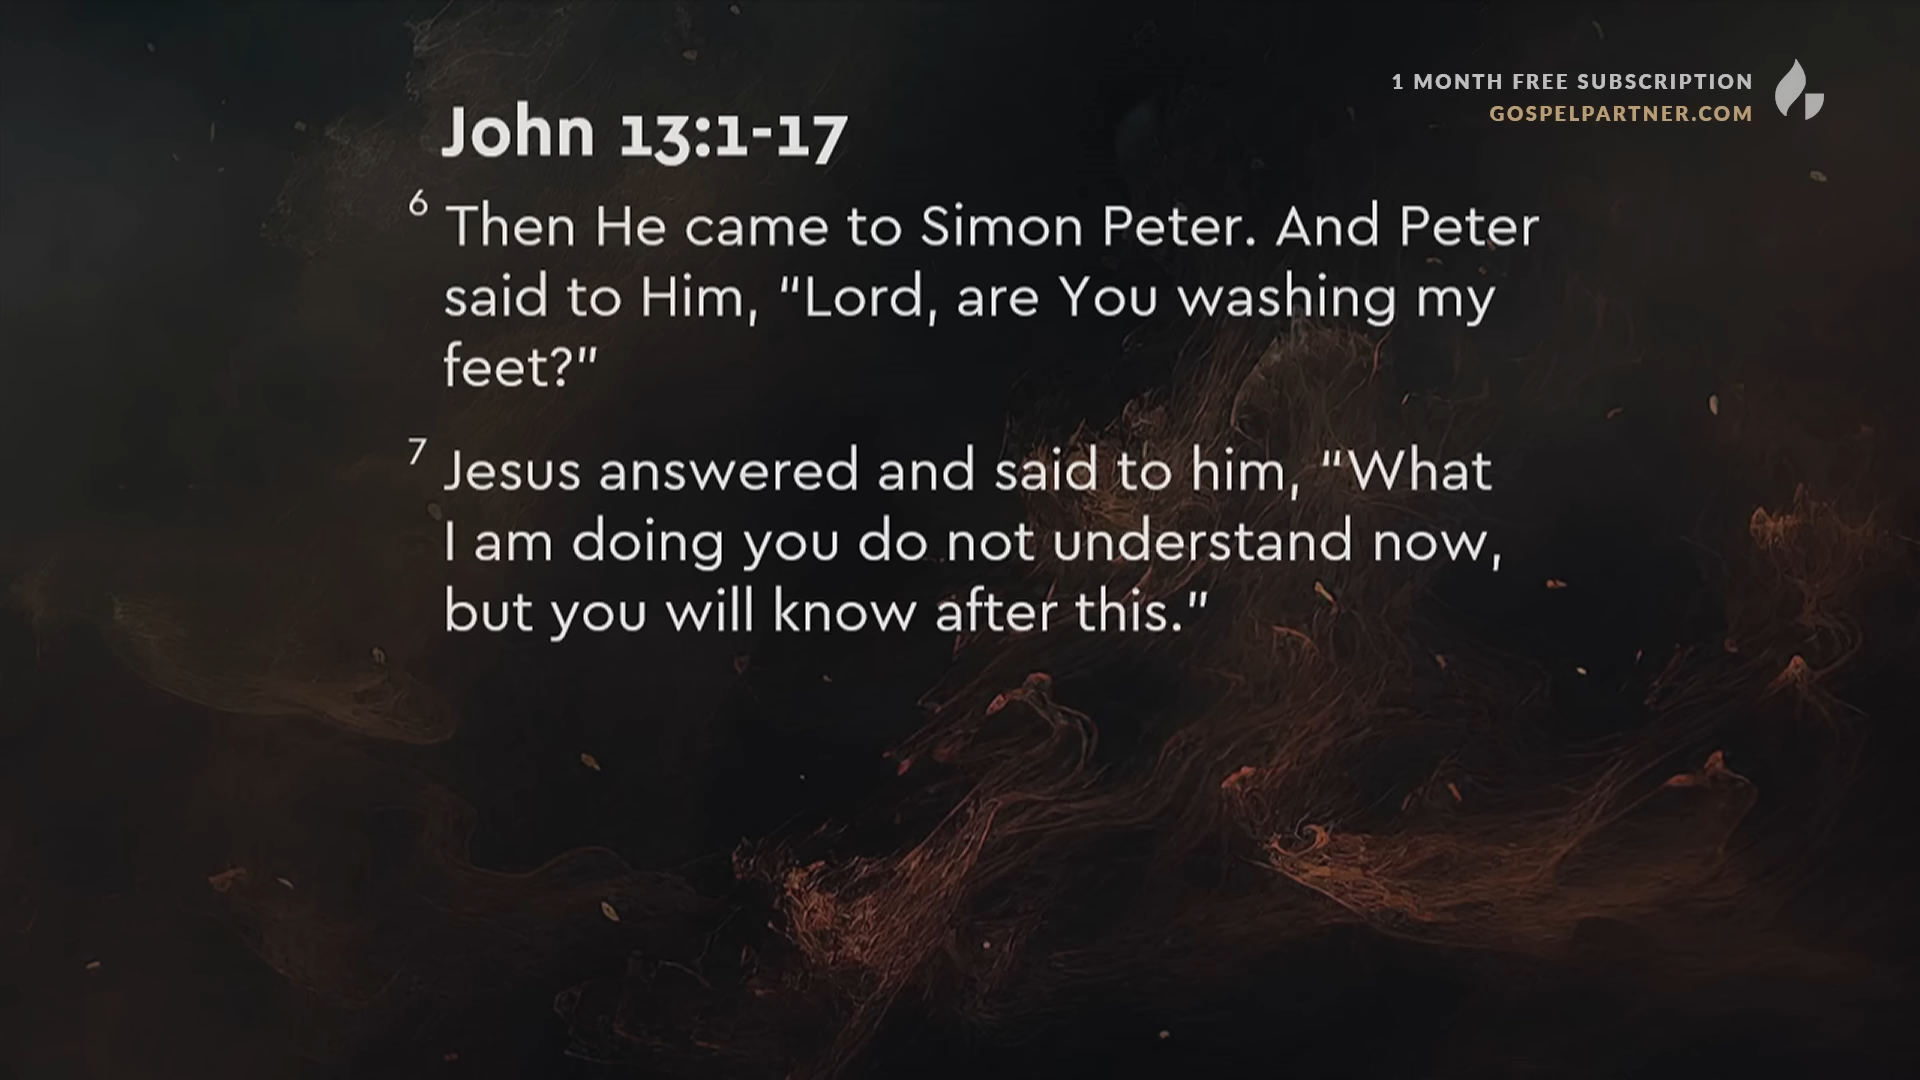 1 MONTH FREE SUBSCRIPTION
GOSPELPARTNER.COM
John 13:1-17
6 Then He came to Simon Peter. And Peter
said to Him, “Lord, are You washing my
feet?”
7 Jesus answered and said to him, “What
I am doing you do not understand now,
but you will know after this.”